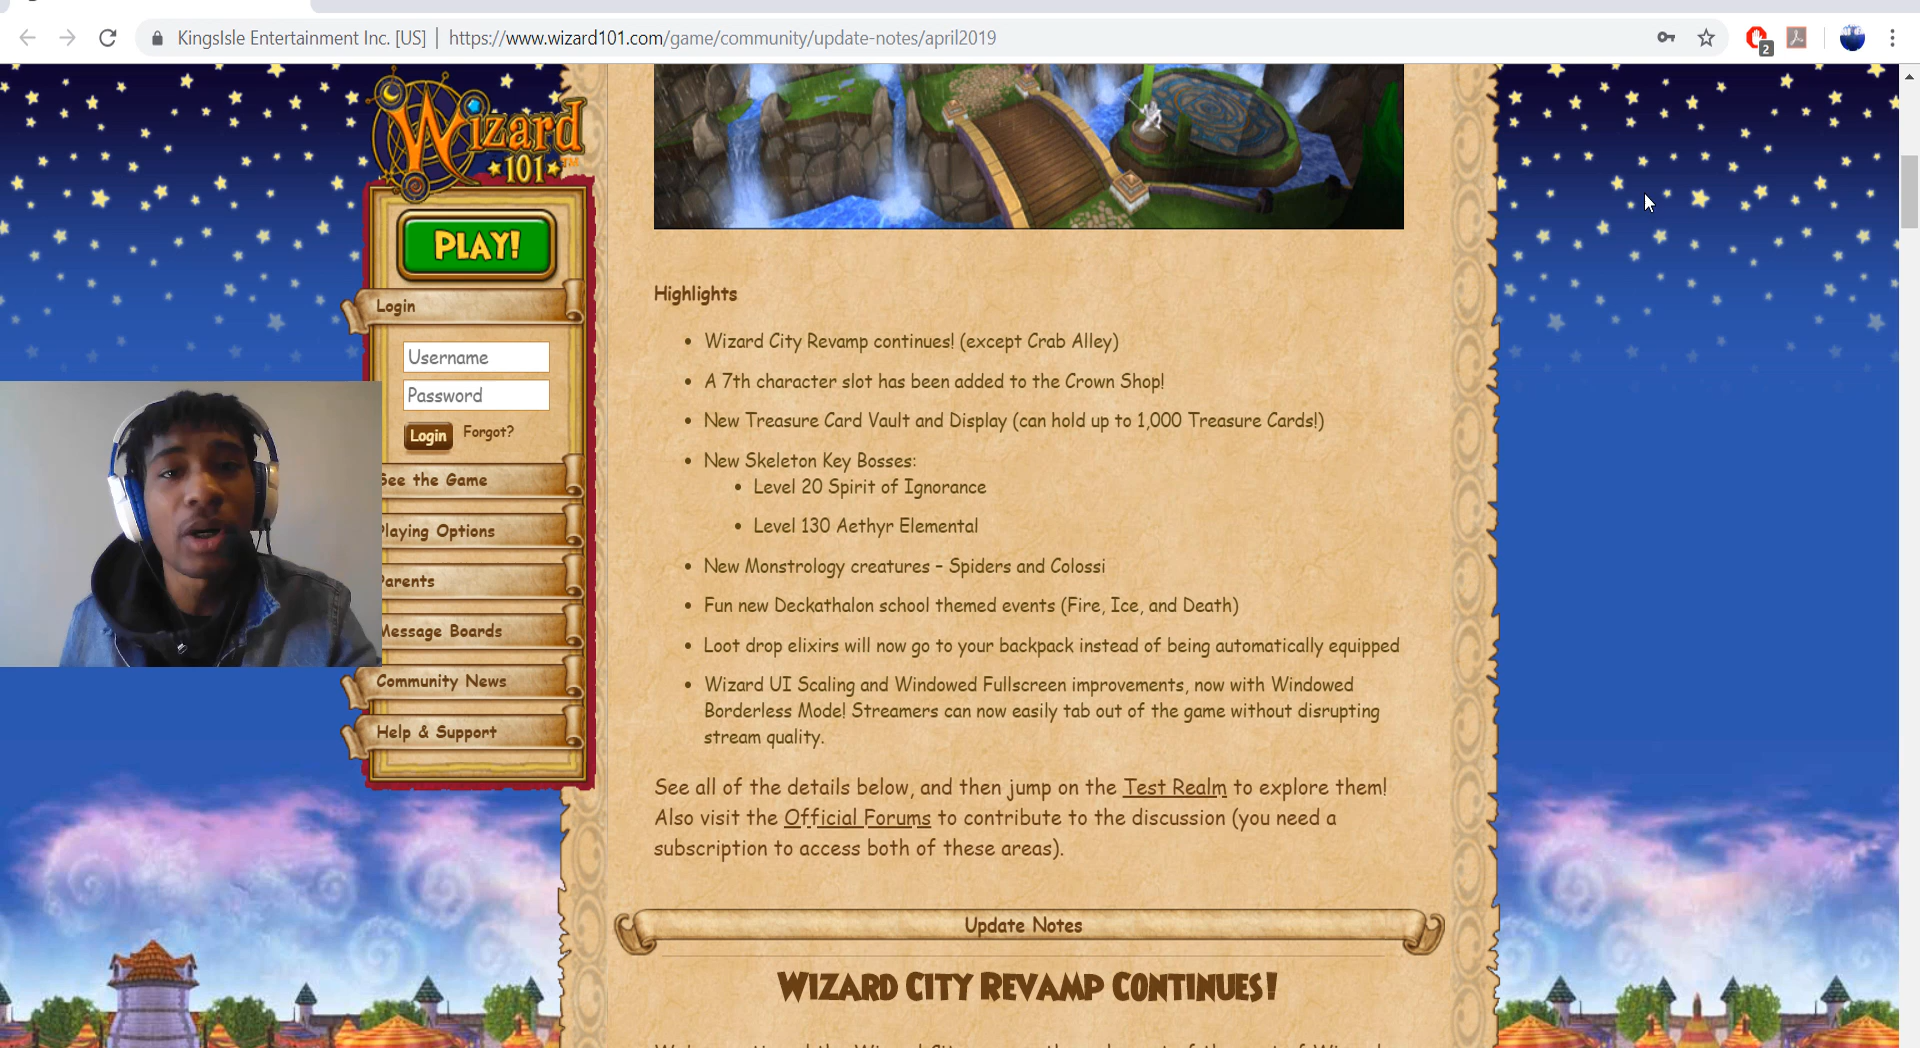 KingsIsle Entertainment Inc. [US] | https://www.wizard101.com/game/community/update-notes/april2019
2
Wizard
101™
PLAY!
Login
Username
Password
Login Forgot?
See the Game
Playing Options
Parents
Message Boards
Community News
Help & Support
Highlights
• Wizard City Revamp continues! (except Crab Alley)
• A 7th character slot has been added to the Crown Shop!
• New Treasure Card Vault and Display (can hold up to 1,000 Treasure Cards!)
• New Skeleton Key Bosses:
• Level 20 Spirit of Ignorance
• Level 130 Aethyr Elemental
• New Monstrology creatures – Spiders and Colossi
• Fun new Deckathalon school themed events (Fire, Ice, and Death)
• Loot drop elixirs will now go to your backpack instead of being automatically equipped
• Wizard UI Scaling and Windowed Fullscreen improvements, now with Windowed
Borderless Mode! Streamers can now easily tab out of the game without disrupting
stream quality.
See all of the details below, and then jump on the Test Realm to explore them!
Also visit the Official Forums to contribute to the discussion (you need a
subscription to access both of these areas).
Update Notes
WIZARD CITY REVAMP CONTINUES!